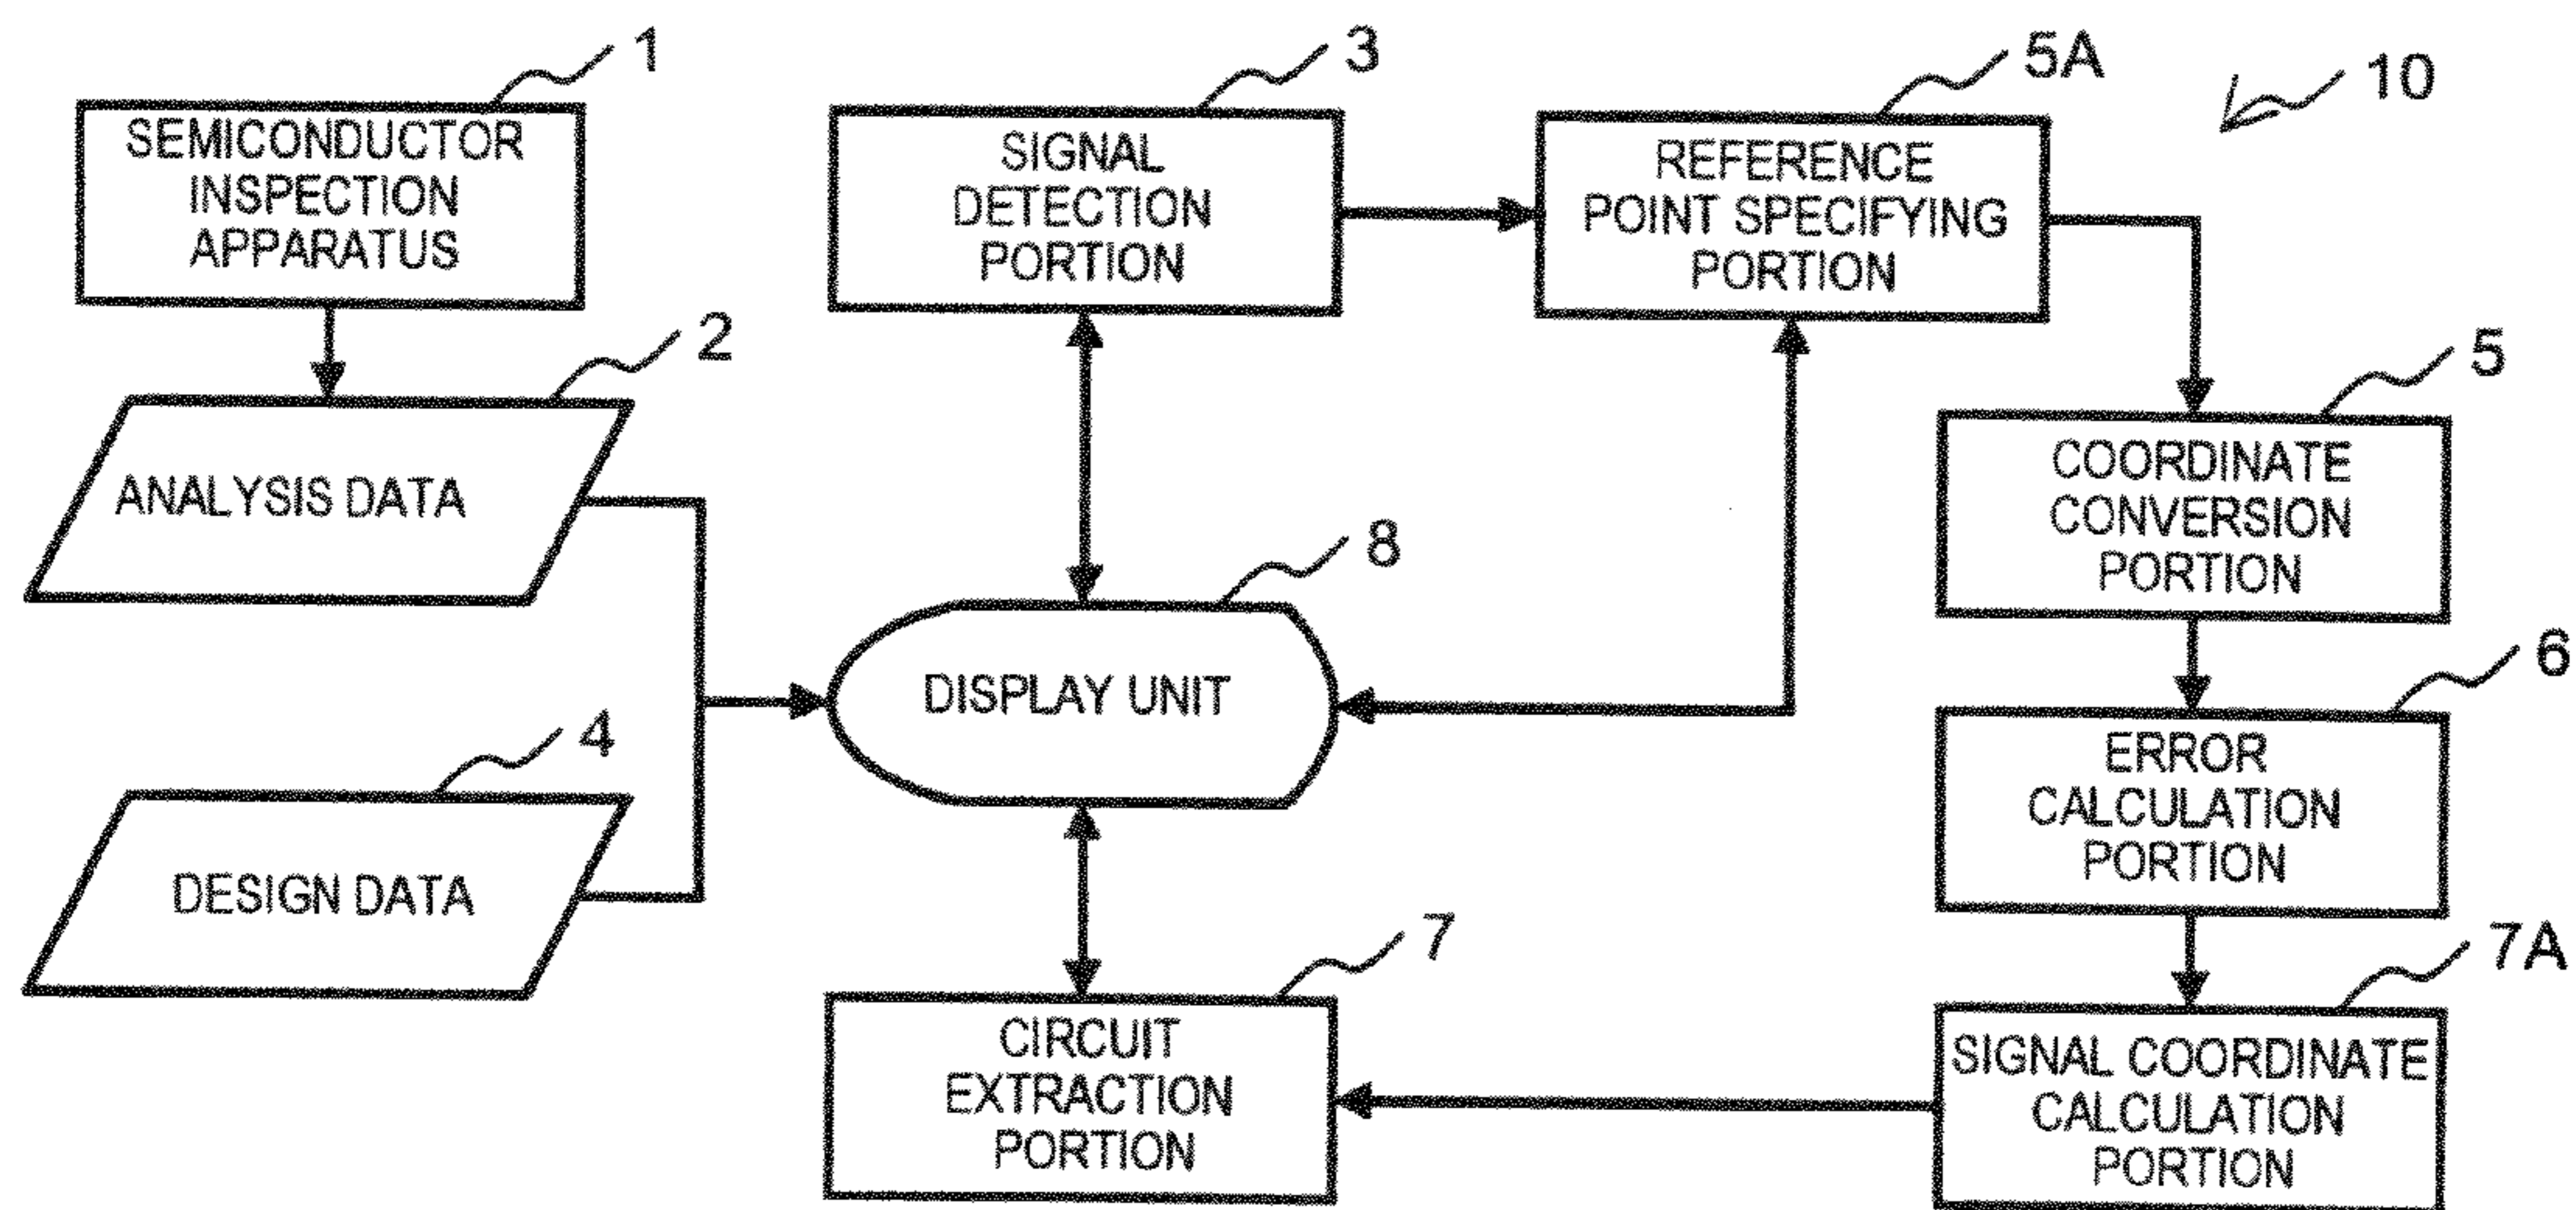 1
SEMICONDUCTOR
INSPECTION
APPARATUS
2
ANALYSIS DATA
4
DESIGN DATA
3
SIGNAL
DETECTION
PORTION
8
DISPLAY UNIT
7
CIRCUIT
EXTRACTION
PORTION
5A
REFERENCE
POINT SPECIFYING
PORTION
10
5
COORDINATE
CONVERSION
PORTION
6
ERROR
CALCULATION
PORTION
7A
SIGNAL COORDINATE
CALCULATION
PORTION